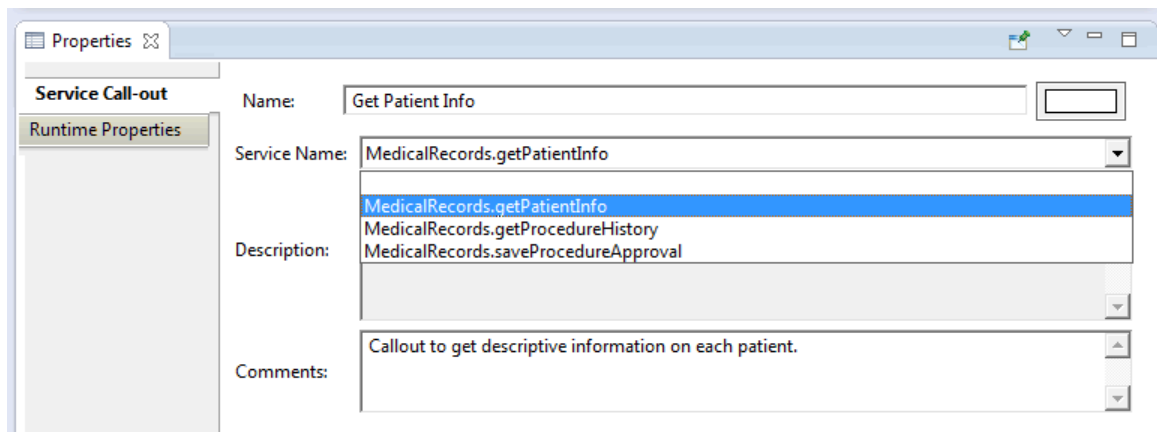 Properties
Service Call-out
Runtime Properties
Name: Get Patient Info
Service Name: MedicalRecords.getPatientInfo
MedicalRecords.getPatientInfo
MedicalRecords.getProcedureHistory
Description: MedicalRecords.saveProcedureApproval
Callout to get descriptive information on each patient.
Comments: